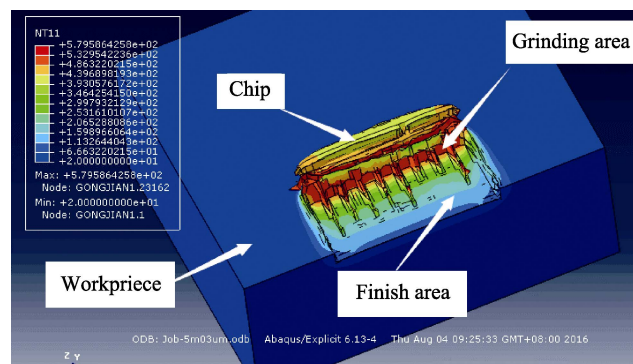 NT11
+5.795864258e+02
+5.329542236e+02
+4.863220215e+02
+4.396898193e+02
+3.930576172e+02
+3.464254150e+02
+2.997932129e+02
+2.531610107e+02
+2.065288086e+02
+1.598966064e+02
+1.132644043e+02
+6.663220215e+01
+2.000000000e+01
Max: +5.795864258e+02
Node: GONGJIAN1.23162
Min: +2.000000000e+01
Node: GONGJIAN1.1
Grinding area
Chip
Workpriece
Finish area
ODB: Job-5m03um.odb Abaqus/Explicit 6.13-4 Thu Aug 04 09:25:33 GMT+08:00 2016
Z Y